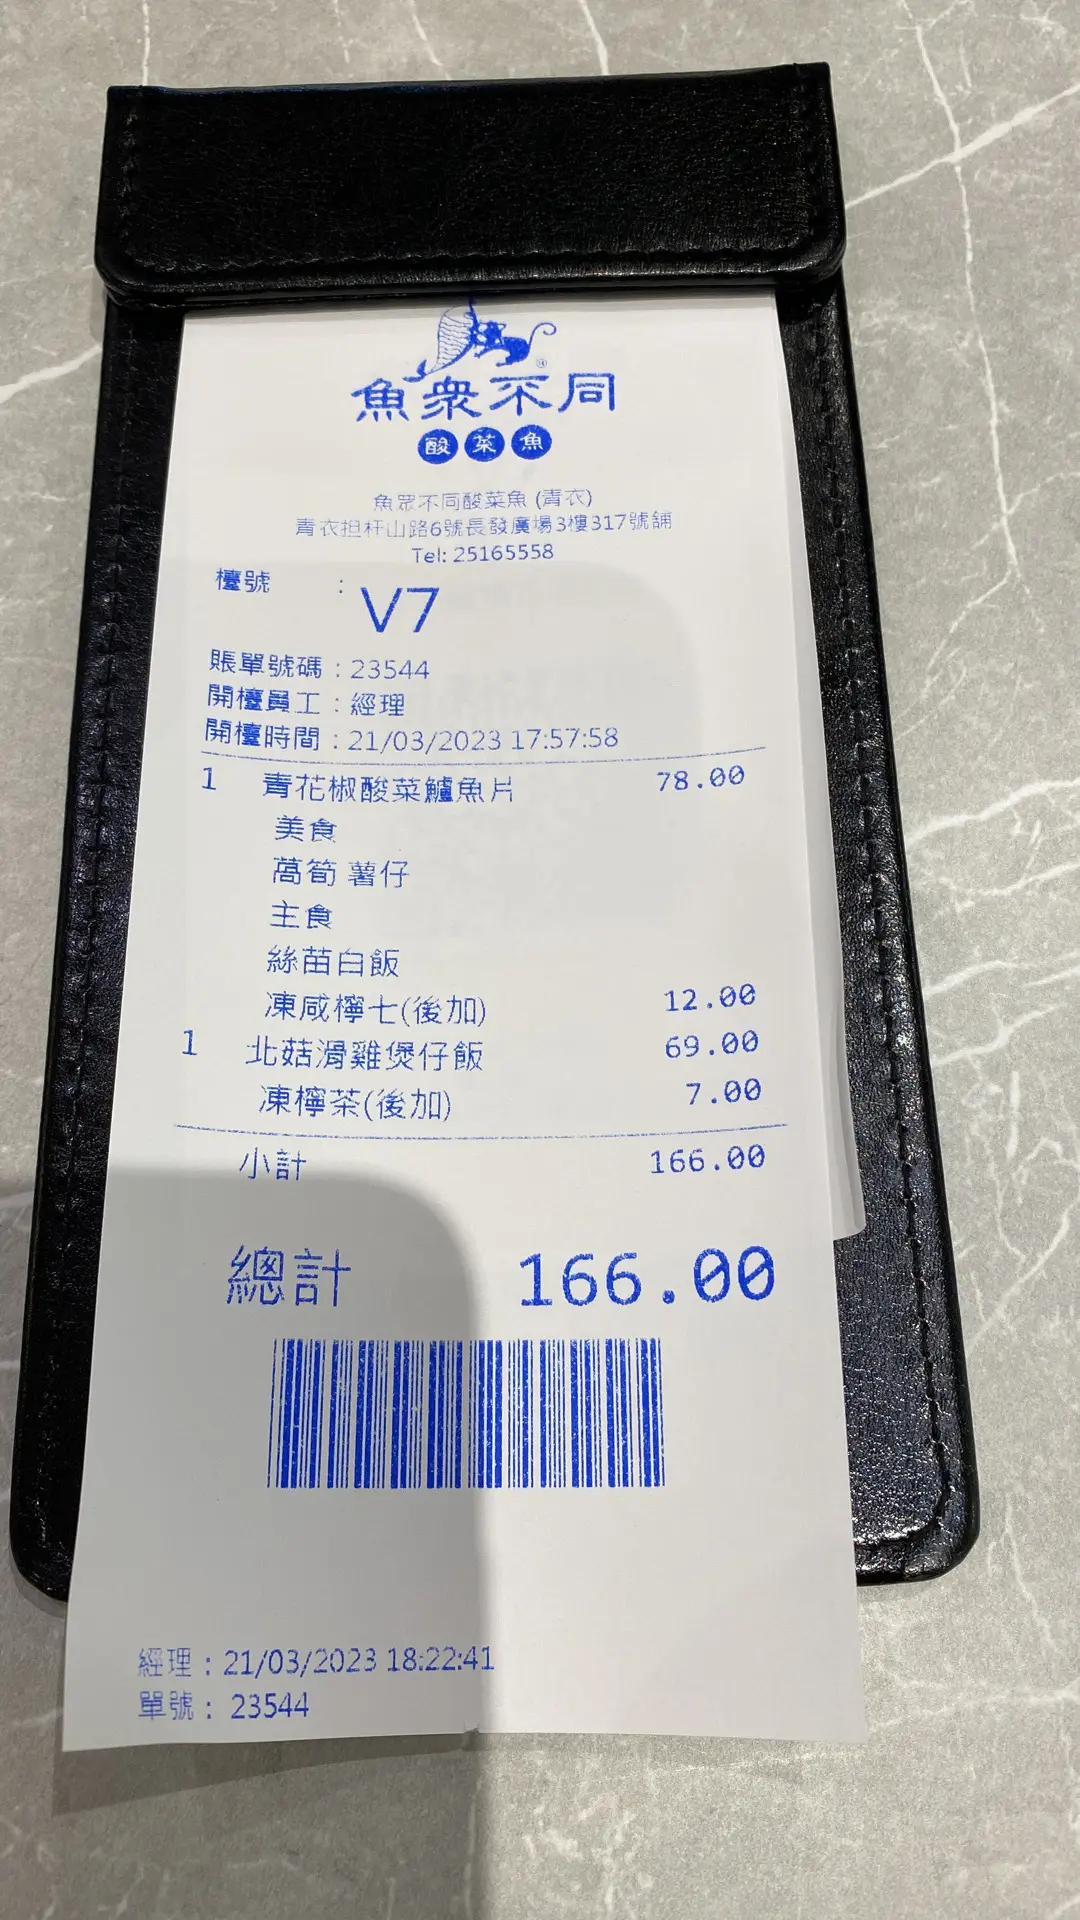 魚衆不同
酸菜魚
魚眾不同酸菜魚 (青衣)
青衣担杆山路6號長發廣場3樓317號舖
Tel: 25165558
檯號 : V7
賬單號碼 : 23544
開檯員工 : 經理
開檯時間 : 21/03/2023 17:57:58
1 青花椒酸菜鱸魚片 78.00
美食
萵筍 薯仔
主食
絲苗白飯
凍咸檸七(後加) 12.00
1 北菇滑雞煲仔飯 69.00
凍檸茶(後加) 7.00
小計 166.00
總計 166.00
經理 : 21/03/2023 18:22:41
單號 : 23544